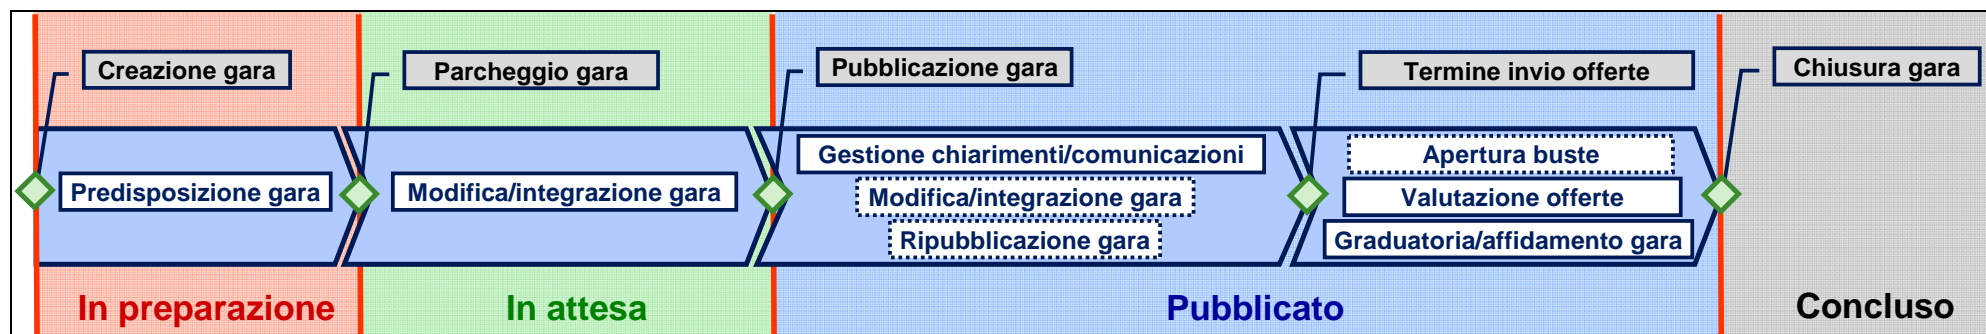 Creazione gara
Parcheggio gara
Pubblicazione gara
Termine invio offerte
Chiusura gara
Predisposizione gara
Modifica/integrazione gara
Gestione chiarimenti/comunicazioni
Modifica/integrazione gara
Ripubblicazione gara
Apertura buste
Valutazione offerte
Graduatoria/affidamento gara
In preparazione
In attesa
Pubblicato
Concluso